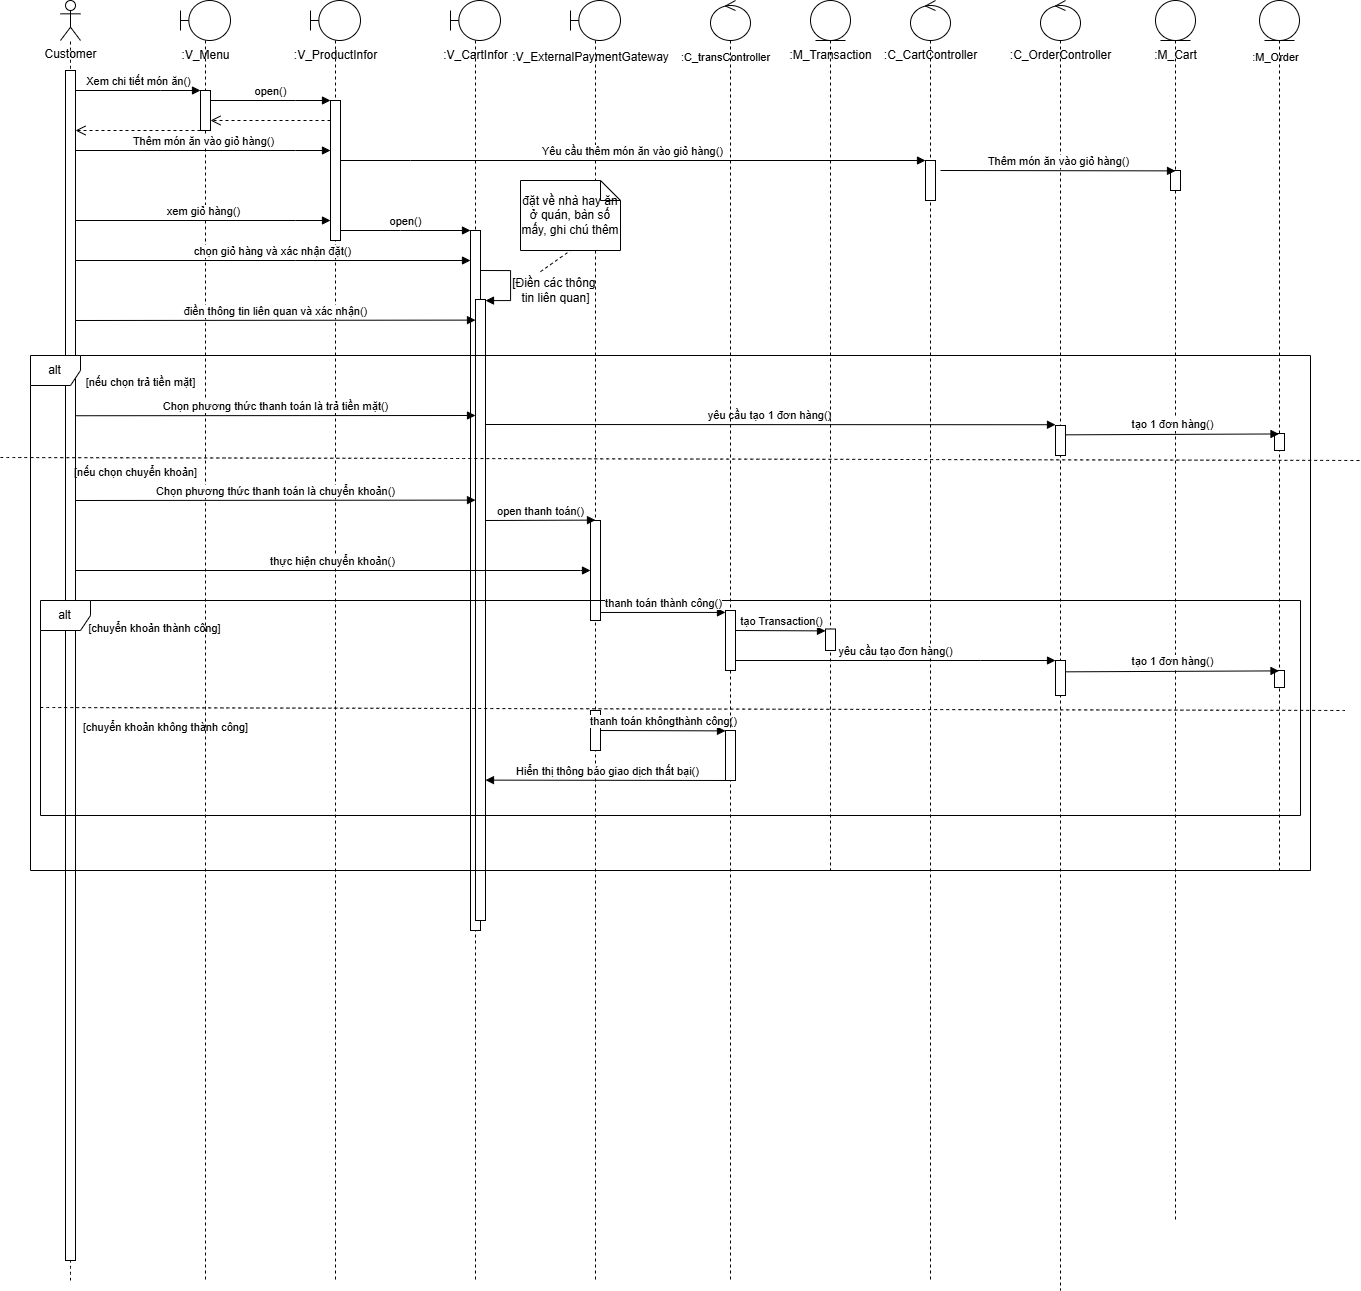 Customer
:V_Menu
:V_ProductInfor
:V_CartInfor
:V_ExternalPaymentGateway
:C_transController
:M_Transaction
:C_CartController
:C_OrderController
:M_Cart
:M_Order
Xem chi tiết món ăn()
open()
Thêm món ăn vào giỏ hàng()
Yêu cầu thêm món ăn vào giỏ hàng()
Thêm món ăn vào giỏ hàng()
đặt về nhà hay ăn
ở quán, bàn số
mấy, ghi chú thêm
xem giỏ hàng()
open()
chọn giỏ hàng và xác nhận đặt()
[Điền các thông
tin liên quan]
điền thông tin liên quan và xác nhận()
alt
[nếu chọn trả tiền mặt]
Chọn phương thức thanh toán là trả tiền mặt()
yêu cầu tạo 1 đơn hàng()
tạo 1 đơn hàng()
[nếu chọn chuyển khoản]
Chọn phương thức thanh toán là chuyển khoản()
open thanh toán()
thực hiện chuyển khoản()
alt
[chuyển khoản thành công]
thanh toán thành công()
tạo Transaction()
yêu cầu tạo đơn hàng()
tạo 1 đơn hàng()
[chuyển khoản không thành công]
thanh toán khôngthành công()
Hiển thị thông báo giao dịch thất bại()